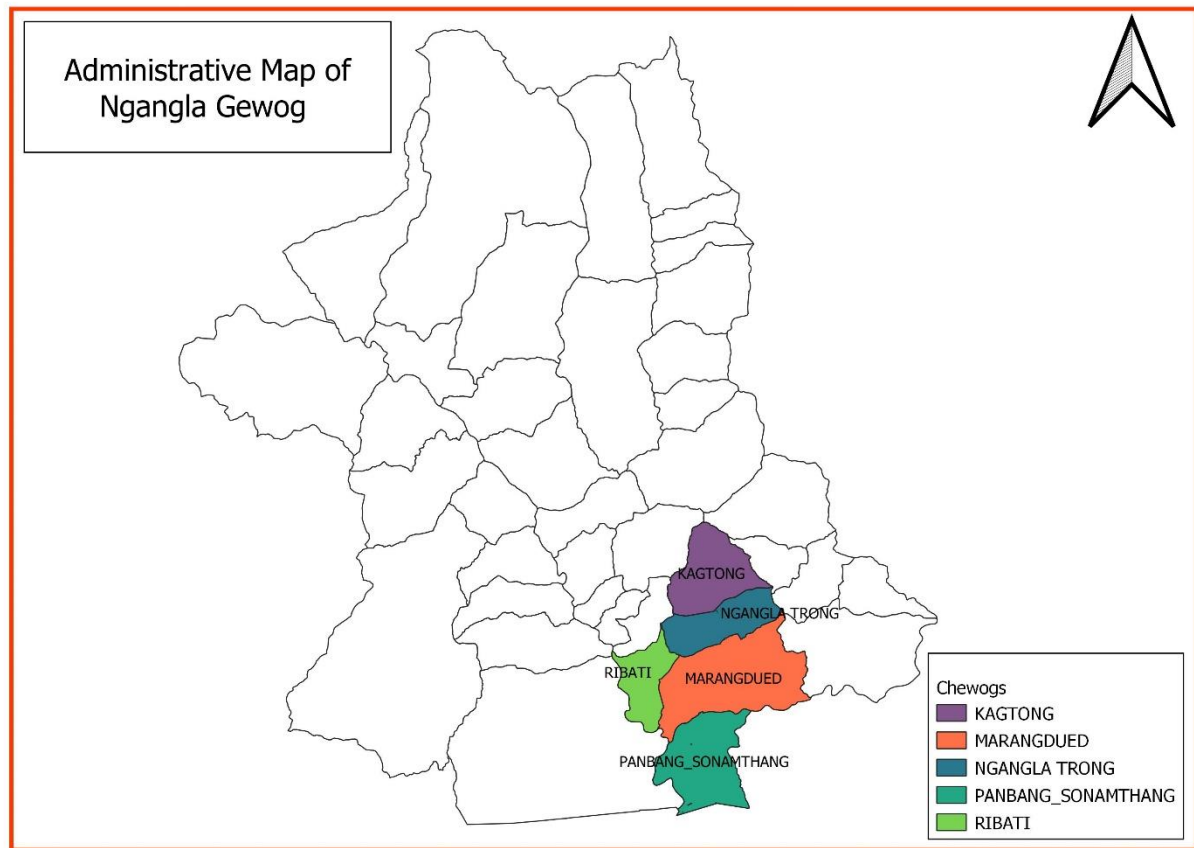 Administrative Map of
Ngangla Gewog
KAGTONG
NGANGLA TRONG
RIBATI
MARANGDUED
PANBANG_SONAMTHANG
Chewogs
KAGTONG
MARANGDUED
NGANGLA TRONG
PANBANG_SONAMTHANG
RIBATI